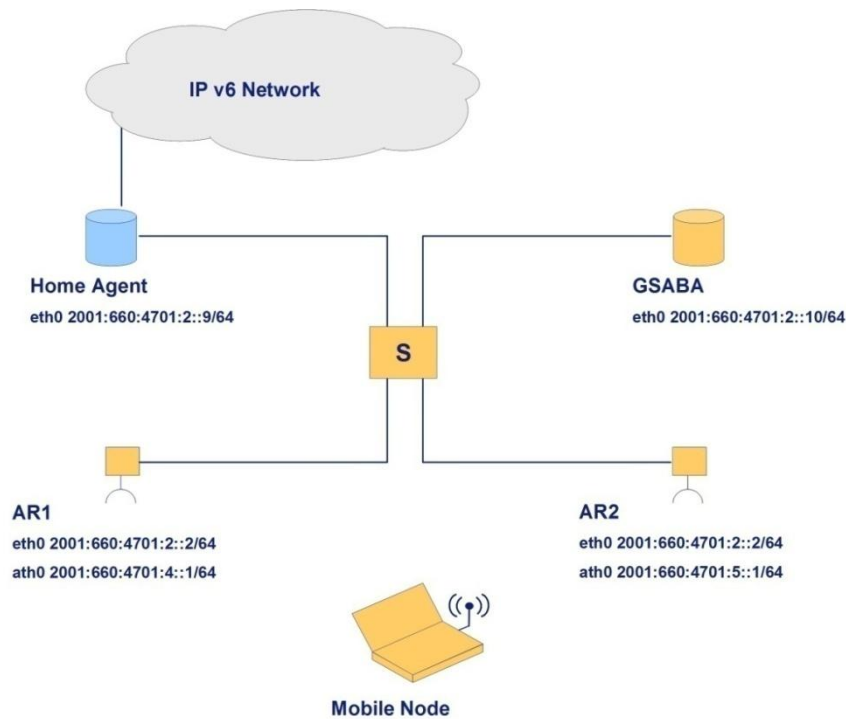 IP v6 Network
Home Agent
eth0 2001:660:4701:2::9/64
GSABA
eth0 2001:660:4701:2::10/64
S
AR1
eth0 2001:660:4701:2::2/64
ath0 2001:660:4701:4::1/64
AR2
eth0 2001:660:4701:2::2/64
ath0 2001:660:4701:5::1/64
Mobile Node